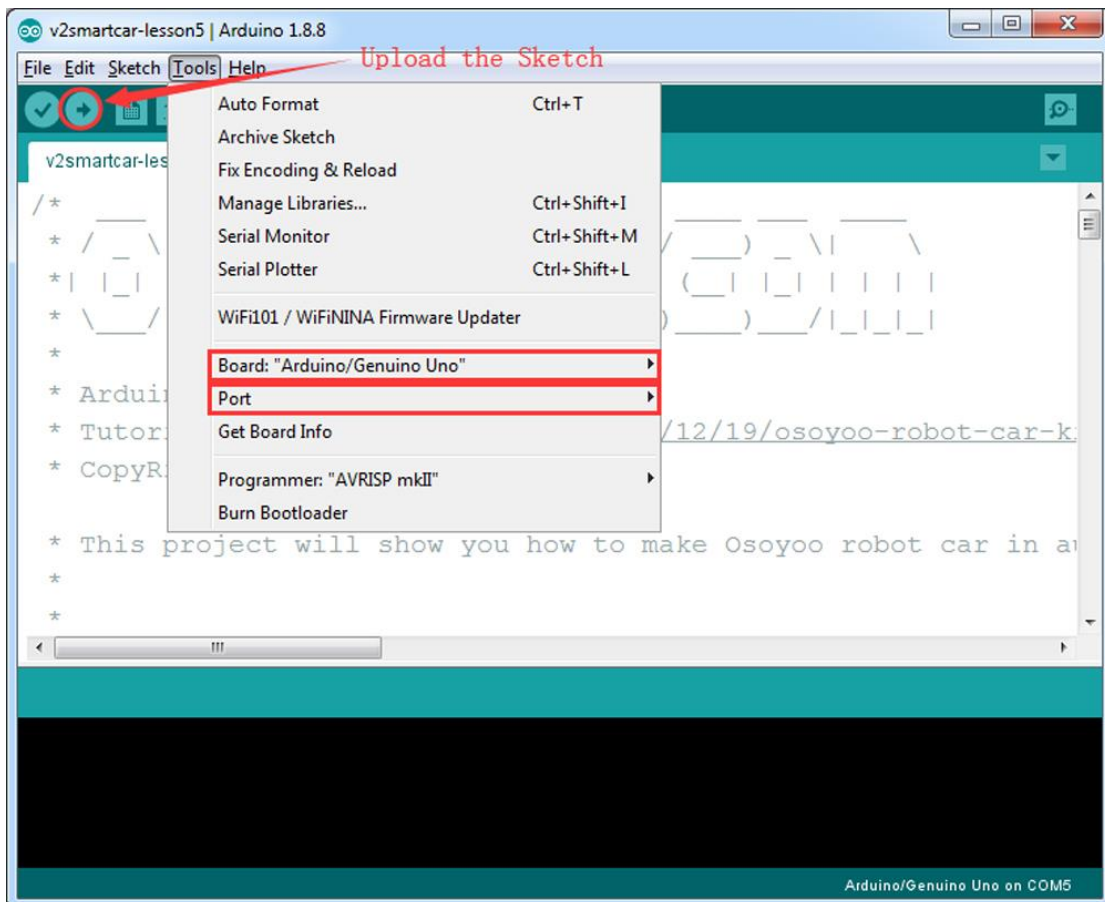 v2smartcar-lesson5 | Arduino 1.8.8
Upload the Sketch
File Edit Sketch Tools Help
Auto Format Ctrl+T
Archive Sketch
v2smartcar-les
Fix Encoding & Reload
/*
Manage Libraries... Ctrl+Shift+I
Serial Monitor Ctrl+Shift+M
Serial Plotter Ctrl+Shift+L
WiFi101 / WiFiNINA Firmware Updater
Board: "Arduino/Genuino Uno"
Port
* Ardui
* Tutor /12/19/osoyoo-robot-car-k
Get Board Info
* CopyR
Programmer: "AVRISP mkII"
Burn Bootloader
* This project will show you how to make Osoyoo robot car in a
*
*
Arduino/Genuino Uno on COM5